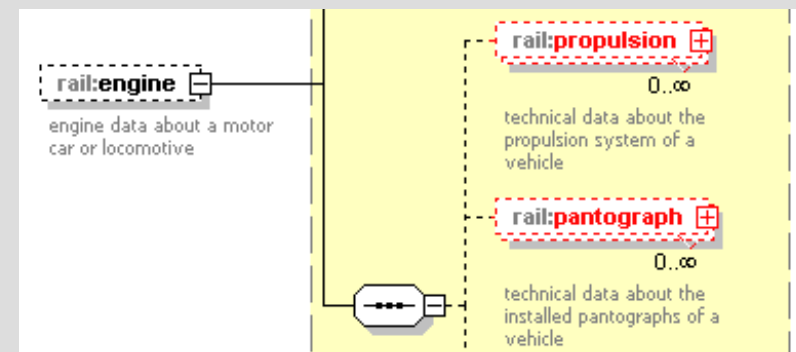 rail:engine
engine data about a motor
car or locomotive
rail:propulsion
0..∞
technical data about the
propulsion system of a
vehicle
rail:pantograph
0..∞
technical data about the
installed pantographs of a
vehicle